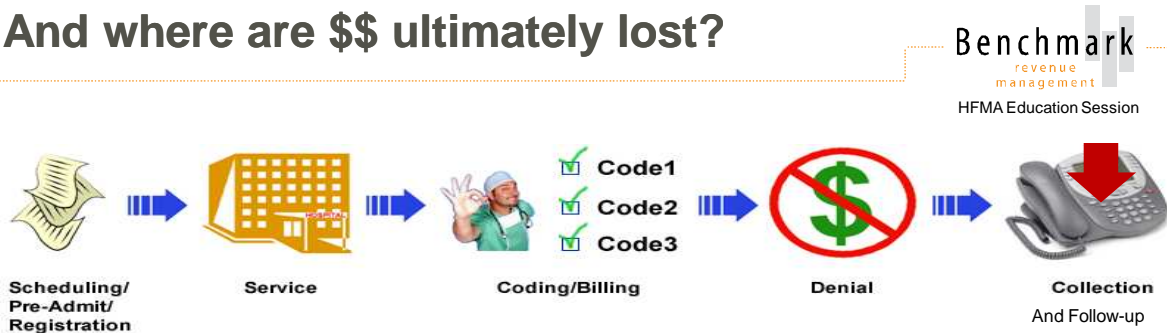 And where are $$ ultimately lost?
Benchmark
revenue
management
HFMA Education Session
HOSPITAL
Code1
Code2
Code3
$
Scheduling/
Pre-Admit/
Registration
Service
Coding/Billing
Denial
Collection
And Follow-up